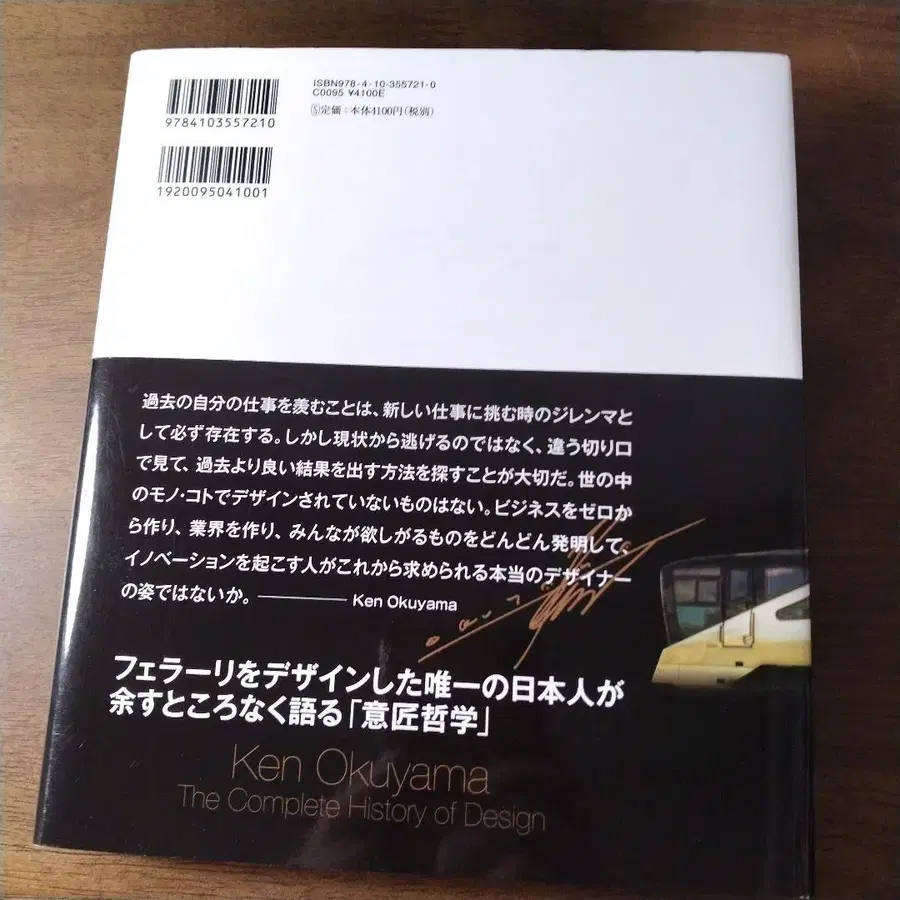 ISBN978-4-10-355721-0
C0095 ¥4100E
Ⓢ定価:本体4100円(税別)
9784103557210
1920095041001
過去の自分の仕事を羨むことは、新しい仕事に挑む時のジレンマと
して必ず存在する。しかし現状から逃げるのではなく、違う切り口
で見て、過去より良い結果を出す方法を探すことが大切だ。世の中
のモノ・コトでデザインされていないものはない。ビジネスをゼロか
ら作り、業界を作り、みんなが欲しがるものをどんどん発明して、
イノベーションを起こす人がこれから求められる本当のデザイナー
の姿ではないか。――――― Ken Okuyama
フェラーリをデザインした唯一の日本人が
余すところなく語る「意匠哲学」
Ken Okuyama
The Complete History of Design